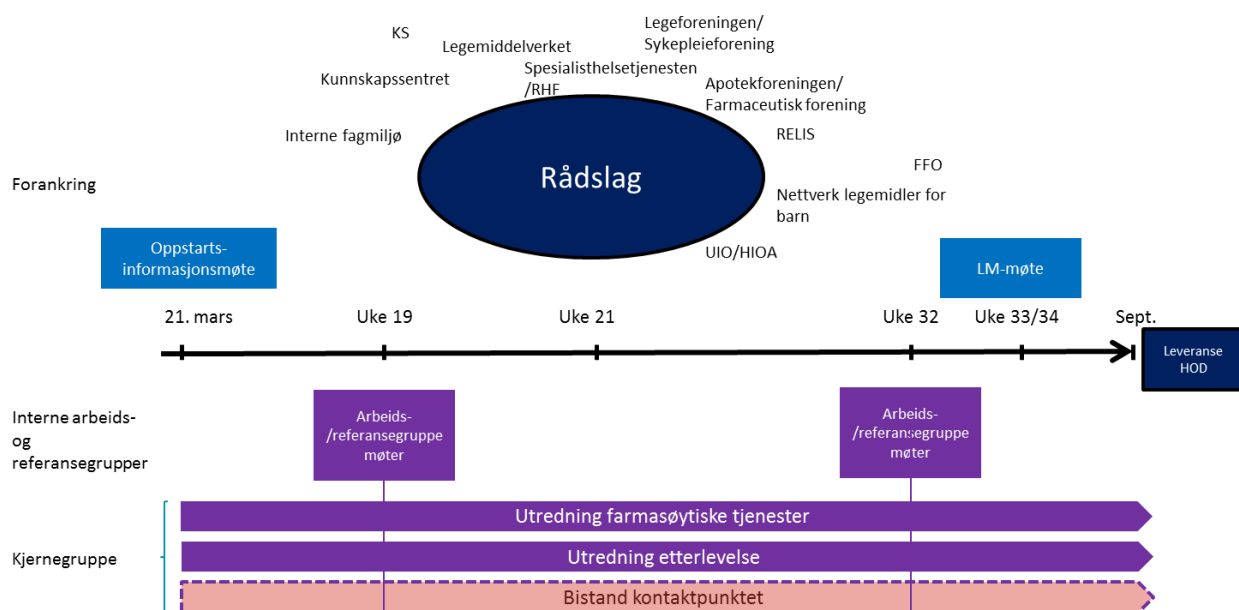 KS
Legeforeningen/
Sykepleieforening
Legemiddelverket
Kunnskapssentret
Spesialisthelsetjenesten
/RHF
Apotekforeningen/
Farmaceutisk forening
Interne fagmiljø
RELIS
Rådslag
FFO
Forankring
Nettverk legemidler for
barn
Oppstarts-
informasjonsmøte
UIO/HIOA
LM-møte
21. mars
Uke 19
Uke 21
Uke 32
Uke 33/34
Sept.
Leveranse
HOD
Interne arbeids-
og
referansegrupper
Arbeids-
/referansegruppe
møter
Arbeids-
/referansegruppe
møter
Kjernegruppe
Utredning farmasøytiske tjenester
Utredning etterlevelse
Bistand kontaktpunktet